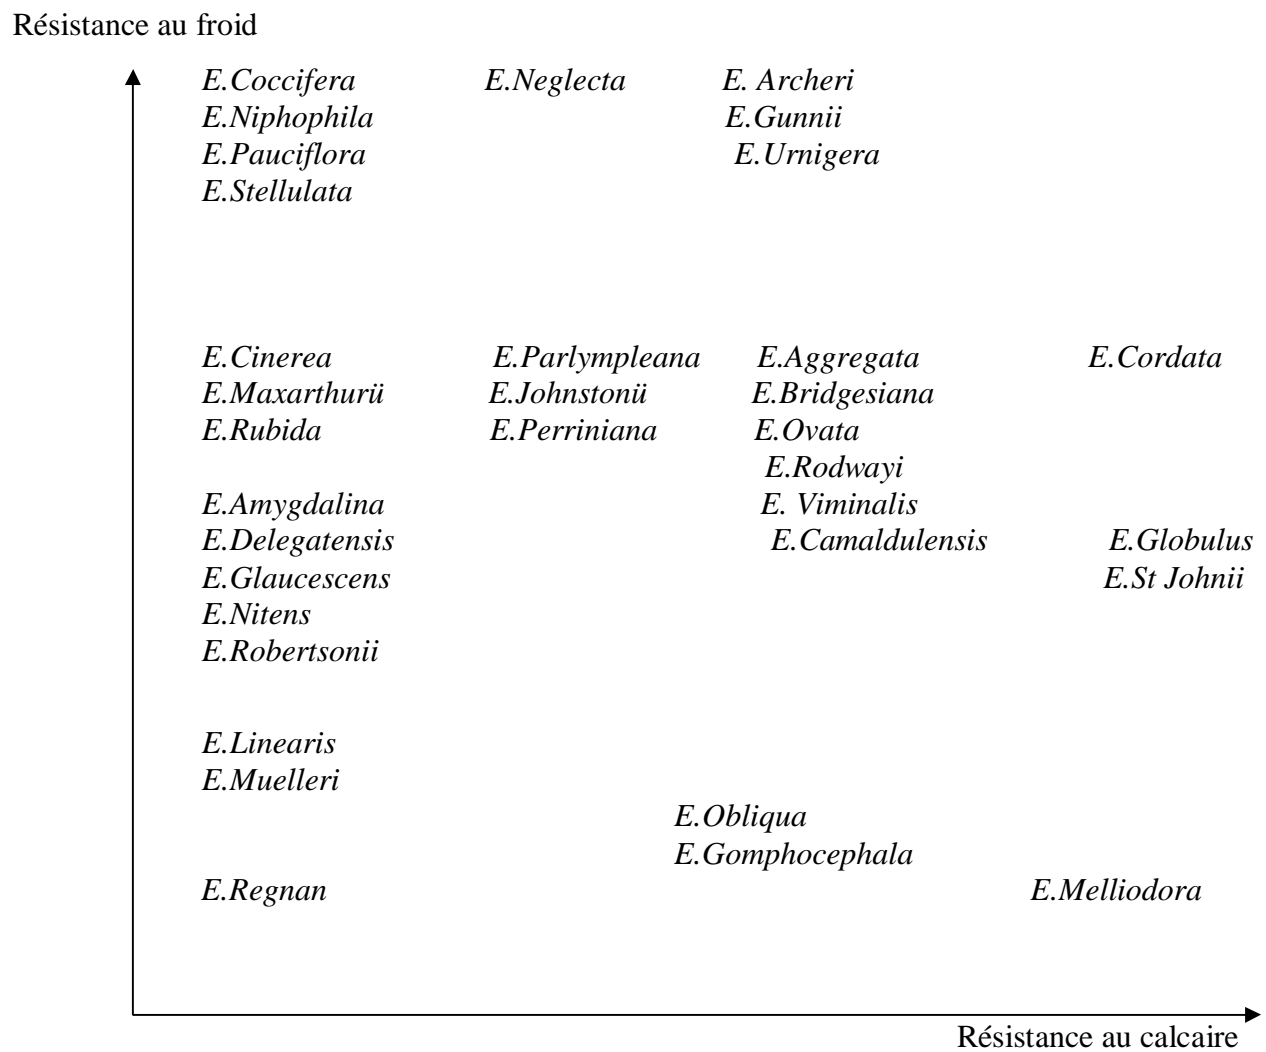 Résistance au froid
E.Coccifera E.Neglecta E. Archeri
E.Niphophila E.Gunnii
E.Pauciflora E.Urnigera
E.Stellulata
E.Cinerea E.Parlympleana E.Aggregata E.Cordata
E.Maxarthurü E.Johnstonü E.Bridgesiana
E.Rubida E.Perriniana E.Ovata
E.Rodwayi
E.Amygdalina E. Viminalis
E.Delegatensis E.Camaldulensis E.Globulus
E.Glaucescens E.St Johnii
E.Nitens
E.Robertsonii
E.Linearis
E.Muelleri
E.Obliqua
E.Gomphocephala
E.Regnan E.Melliodora
Résistance au calcaire